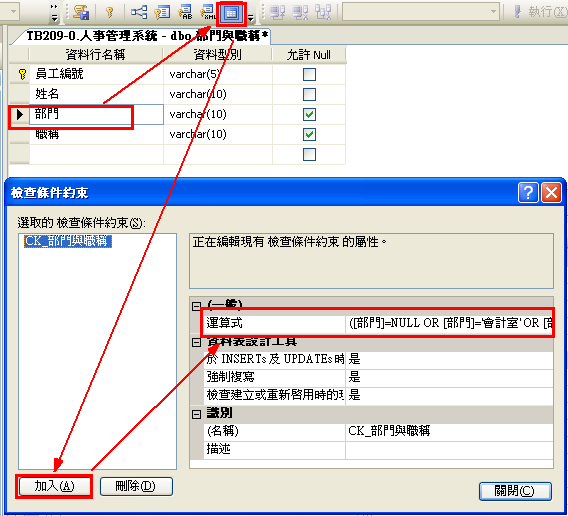 執行(X)
TB209-0.人事管理系統 - dbo.部門與職稱*
資料行名稱 資料型別 允許 Null
員工編號 varchar(5)
姓名 varchar(10)
部門 varchar(10)
職稱 varchar(10)
檢查條件約束
選取的 檢查條件約束(S):
CK_部門與職稱
正在編輯現有 檢查條件約束 的屬性。
(一般)
運算式 ([部門]=NULL OR [部門]='會計室' OR [部
資料表設計工具
於 INSERTs 及 UPDATEs 時 是
強制複寫 是
檢查建立或重新啓用時的現 是
識別
(名稱) CK_部門與職稱
描述
加入(A) 刪除(D)
關閉(C)